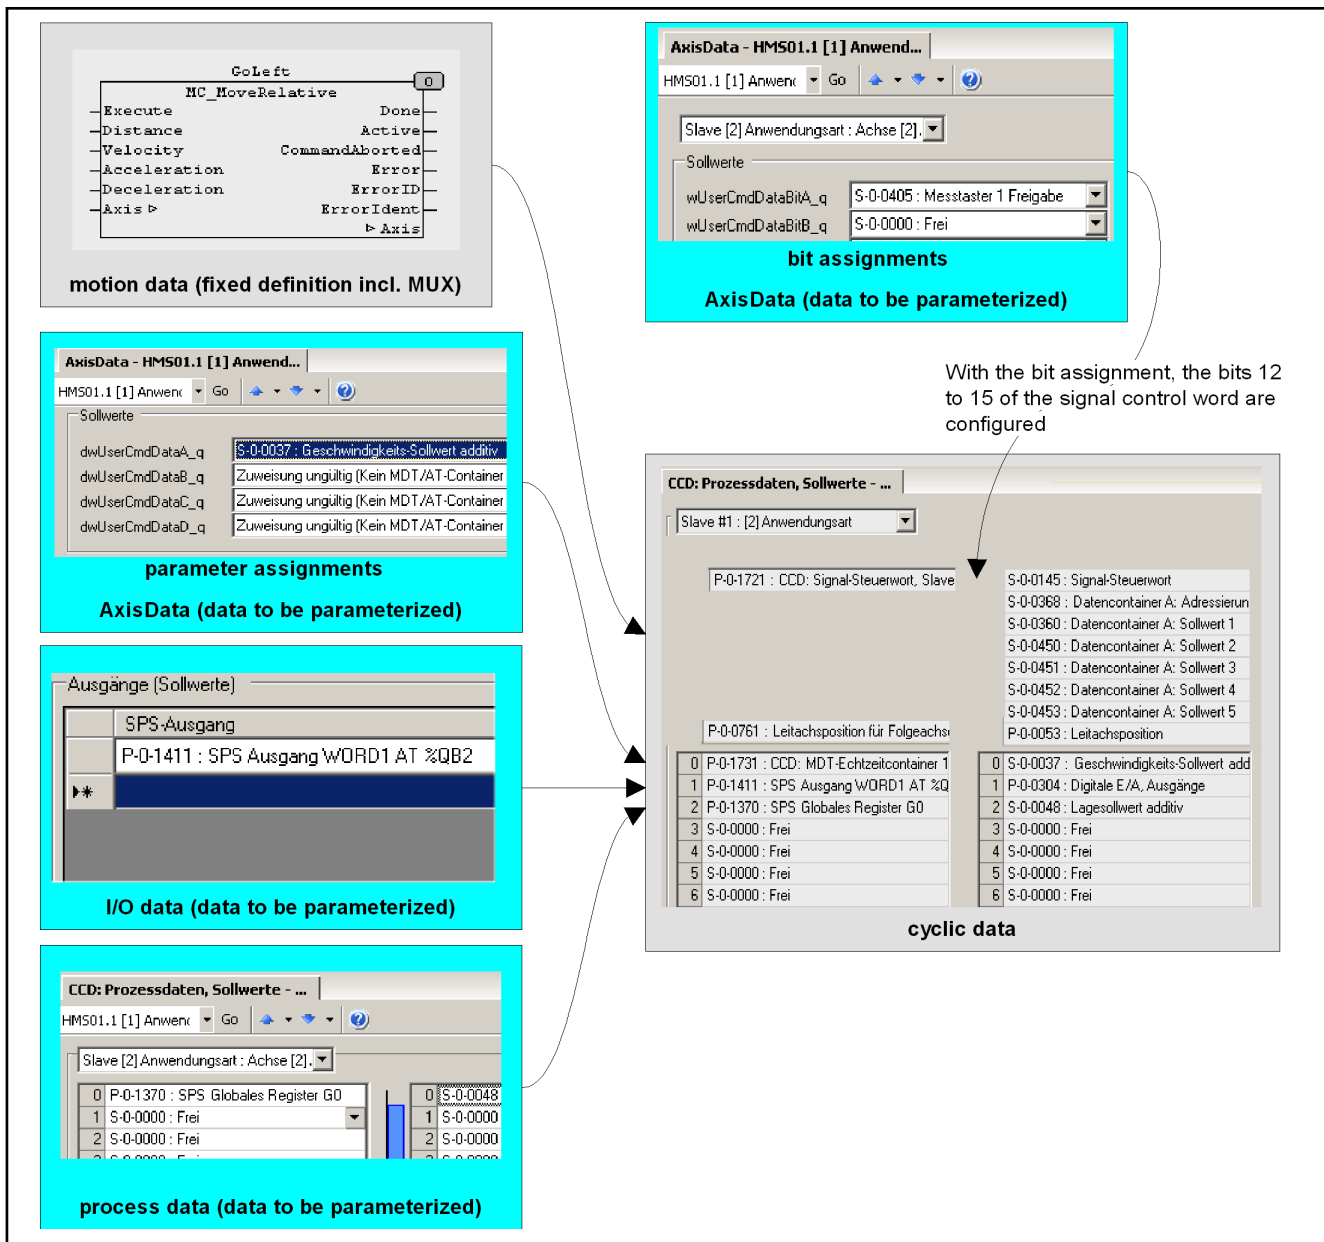 GoLeft
0
MC_MoveRelative
Execute Done
Distance Active
Velocity CommandAborted
Acceleration Error
Deceleration ErrorID
Axis ErrorIdent
Axis
motion data (fixed definition incl. MUX)
AxisData - HMS01.1 [1] Anwend...
HMS01.1 [1] Anwen Go
Slave [2] Anwendungsart : Achse [2].
Sollwerte
wUserCmdDataBitA_q S-0-0405 : Messtaster 1 Freigabe
wUserCmdDataBitB_q S-0-0000 : Frei
bit assignments
AxisData (data to be parameterized)
AxisData - HMS01.1 [1] Anwend...
HMS01.1 [1] Anwen Go
Sollwerte
dwUserCmdDataA_q S-0-0037 : Geschwindigkeits-Sollwert additiv
dwUserCmdDataB_q Zuweisung ungültig (Kein MDT/AT-Container
dwUserCmdDataC_q Zuweisung ungültig (Kein MDT/AT-Container
dwUserCmdDataD_q Zuweisung ungültig (Kein MDT/AT-Container
parameter assignments
AxisData (data to be parameterized)
With the bit assignment, the bits 12
to 15 of the signal control word are
configured
Ausgänge (Sollwerte)
SPS-Ausgang
P-0-1411 : SPS Ausgang WORD1 AT %QB2
I/O data (data to be parameterized)
CCD: Prozessdaten, Sollwerte - ...
HMS01.1 [1] Anwen Go
Slave [2] Anwendungsart : Achse [2].
0 P-0-1370 : SPS Globales Register G0 0 S-0-0048
1 S-0-0000 : Frei 1 S-0-0000
2 S-0-0000 : Frei 2 S-0-0000
process data (data to be parameterized)
CCD: Prozessdaten, Sollwerte - ...
Slave #1 : [2] Anwendungsart
P-0-1721 : CCD: Signal-Steuerwort, Slave S-0-0145 : Signal-Steuerwort
S-0-0368 : Datencontainer A: Adressierun
S-0-0360 : Datencontainer A: Sollwert 1
S-0-0450 : Datencontainer A: Sollwert 2
S-0-0451 : Datencontainer A: Sollwert 3
S-0-0452 : Datencontainer A: Sollwert 4
S-0-0453 : Datencontainer A: Sollwert 5
P-0-0761 : Leitachsposition für Folgeachs P-0-0053 : Leitachsposition
0 P-0-1731 : CCD: MDT-Echtzeitcontainer 1 0 S-0-0037 : Geschwindigkeits-Sollwert add
1 P-0-1411 : SPS Ausgang WORD1 AT %Q 1 P-0-0304 : Digitale E/A, Ausgänge
2 P-0-1370 : SPS Globales Register G0 2 S-0-0048 : Lagesollwert additiv
3 S-0-0000 : Frei 3 S-0-0000 : Frei
4 S-0-0000 : Frei 4 S-0-0000 : Frei
5 S-0-0000 : Frei 5 S-0-0000 : Frei
6 S-0-0000 : Frei 6 S-0-0000 : Frei
cyclic data